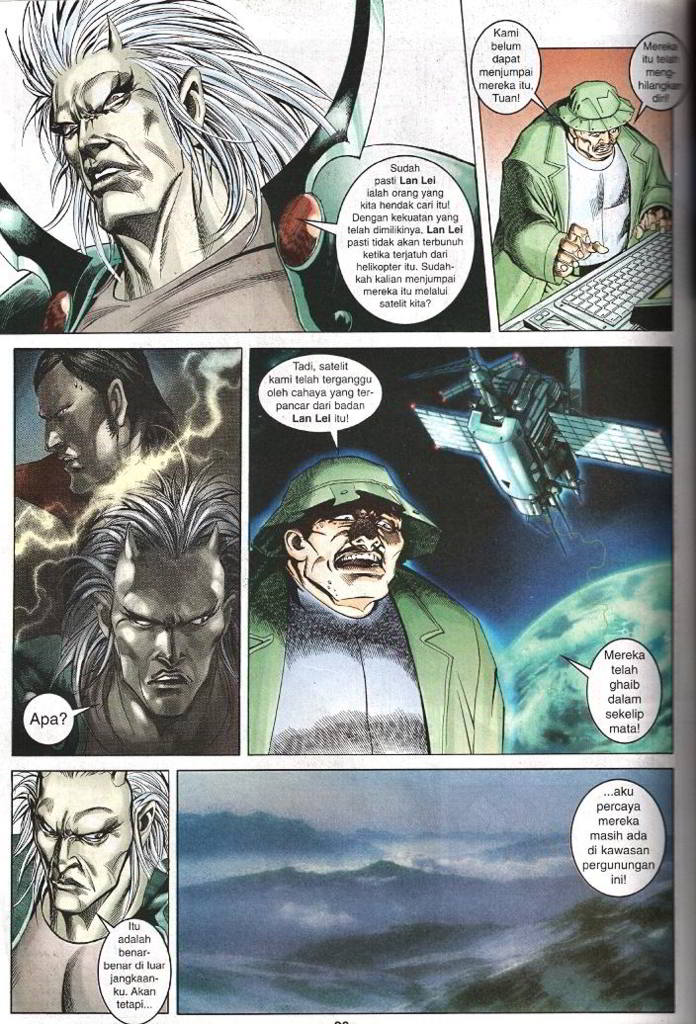 Sudah
pasti Lan Lei
ialah orang yang
kita hendak cari itu!
Dengan kekuatan yang
telah dimilikinya, Lan Lei
pasti tidak akan terbunuh
ketika terjatuh dari
helikopter itu. Sudah-
kah kalian menjumpai
mereka itu melalui
satelit kita?
Kami
belum
dapat
menjumpai
mereka itu,
Tuan!
Mereka
itu telah
meng-
hilangkan
diri!
Apa?
Tadi, satelit
kami telah terganggu
oleh cahaya yang ter-
pancar dari badan
Lan Lei itu!
Mereka
telah
ghaib
dalam
sekelip
mata!
Itu
adalah
benar-
benar di luar
jangkaan-
ku. Akan
tetapi...
...aku
percaya
mereka
masih ada
di kawasan
pergunungan
ini!